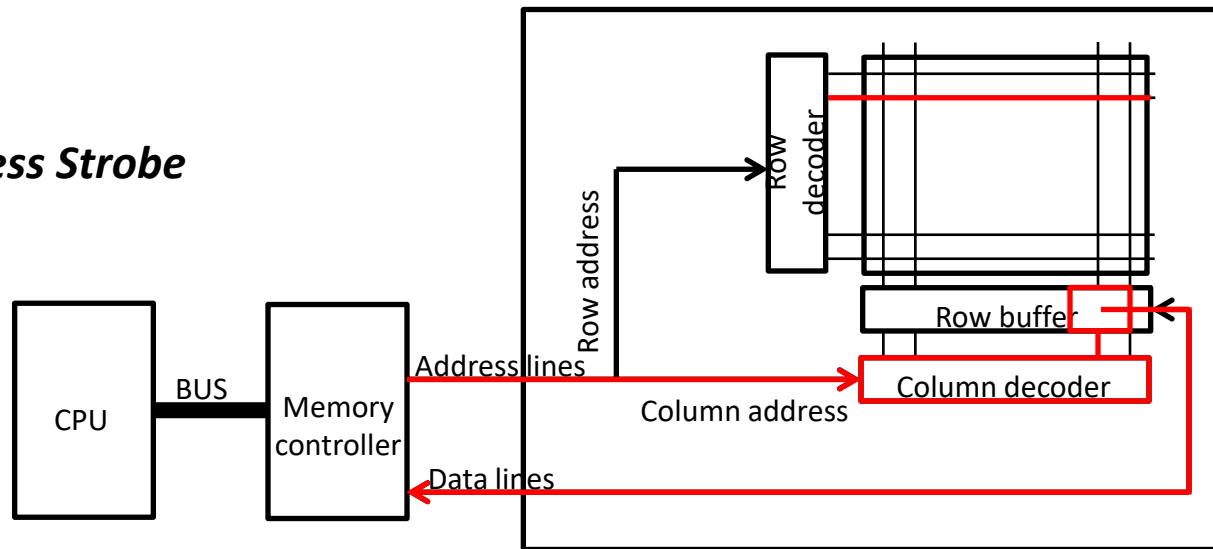 ess Strobe
Row
decoder
Row address
Row buffer
Address lines
Column decoder
BUS
Column address
CPU
Memory
controller
Data lines